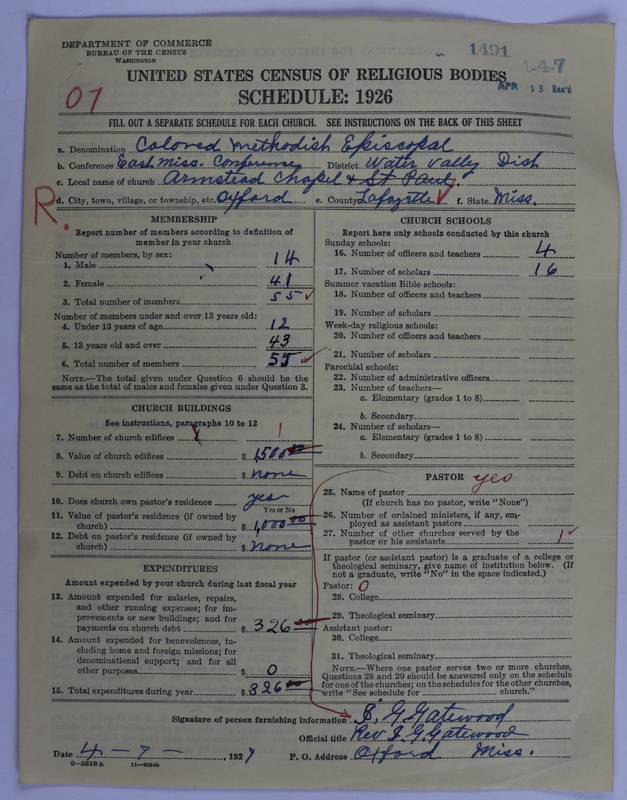 DEPARTMENT OF COMMERCE
BUREAU OF THE CENSUS
WASHINGTON
1491
APR 13 Rec'd
UNITED STATES CENSUS OF RELIGIOUS BODIES
SCHEDULE: 1926
07
FILL OUT A SEPARATE SCHEDULE FOR EACH CHURCH. SEE INSTRUCTIONS ON THE BACK OF THIS SHEET
a. Denomination Colored Methodish Episcopal
b. Conference East Miss. Conference District Water Valley Dist
c. Local name of church Armstead Chapel & St Paul.
d. City, town, village, or township, etc. Oxford e. County Lafayette f. State Miss.
R.
MEMBERSHIP
Report number of members according to definition of
member in your church
Number of members, by sex:
1. Male 14
2. Female 41
3. Total number of members 55
Number of members under and over 13 years old:
4. Under 13 years of age 12
5. 13 years old and over 43
6. Total number of members 55
NOTE.—The total given under Question 6 should be the
same as the total of males and females given under Question 3.
CHURCH BUILDINGS
See instructions, paragraphs 10 to 12
7. Number of church edifices 1
8. Value of church edifices $ 1500.00
9. Debt on church edifices $ none
10. Does church own pastor's residence yes
Yes or No
11. Value of pastor's residence (if owned by
church) $ 1,000.00
12. Debt on pastor's residence (if owned by
church) $ none
EXPENDITURES
Amount expended by your church during last fiscal year
13. Amount expended for salaries, repairs,
and other running expenses; for im-
provements or new buildings; and for
payments on church debt $ 326.00
14. Amount expended for benevolences, in-
cluding home and foreign missions; for
denominational support; and for all
other purposes $ 0
15. Total expenditures during year $ 326.00
CHURCH SCHOOLS
Report here only schools conducted by this church
Sunday schools:
16. Number of officers and teachers 4
17. Number of scholars 16
Summer vacation Bible schools:
18. Number of officers and teachers
19. Number of scholars
Week-day religious schools:
20. Number of officers and teachers
21. Number of scholars
Parochial schools:
22. Number of administrative officers
23. Number of teachers—
a. Elementary (grades 1 to 8)
b. Secondary
24. Number of scholars—
a. Elementary (grades 1 to 8)
b. Secondary
PASTOR yes
25. Name of pastor
(If church has no pastor, write "None")
26. Number of ordained ministers, if any, em-
ployed as assistant pastors
27. Number of other churches served by the
pastor or his assistants 1
If pastor (or assistant pastor) is a graduate of a college or
theological seminary, give name of institution below. (If
not a graduate, write "No" in the space indicated.)
Pastor: 0
28. College
29. Theological seminary
Assistant pastor:
30. College
31. Theological seminary
NOTE.—Where one pastor serves two or more churches,
Questions 28 and 29 should be answered only on the schedule
for one of the churches; on the schedules for the other churches,
write "See schedule for church."
Signature of person furnishing information S. G. Gatewood
Official title Rev S. G. Gatewood
Date 4 - 7 - , 1927 P. O. Address Oxford Miss.